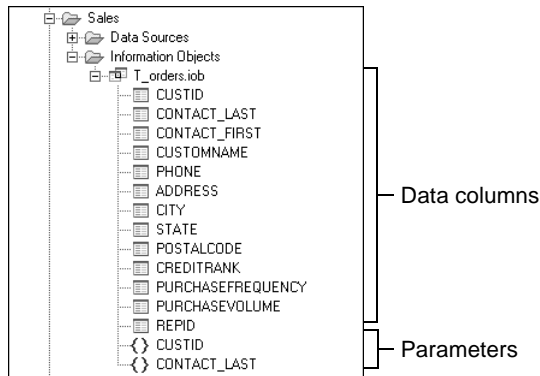 Sales
Data Sources
Information Objects
T_orders.iob
CUSTID
CONTACT_LAST
CONTACT_FIRST
CUSTOMNAME
PHONE
ADDRESS
CITY
STATE
POSTALCODE
CREDITRANK
PURCHASEFREQUENCY
PURCHASEVOLUME
REPID
{} CUSTID
{} CONTACT_LAST
Data columns
Parameters